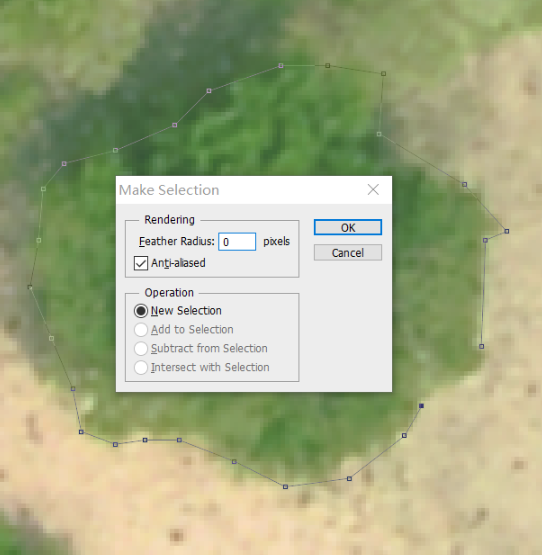 Make Selection
Rendering
Feather Radius: 0 pixels
Anti-aliased
OK
Cancel
Operation
New Selection
Add to Selection
Subtract from Selection
Intersect with Selection